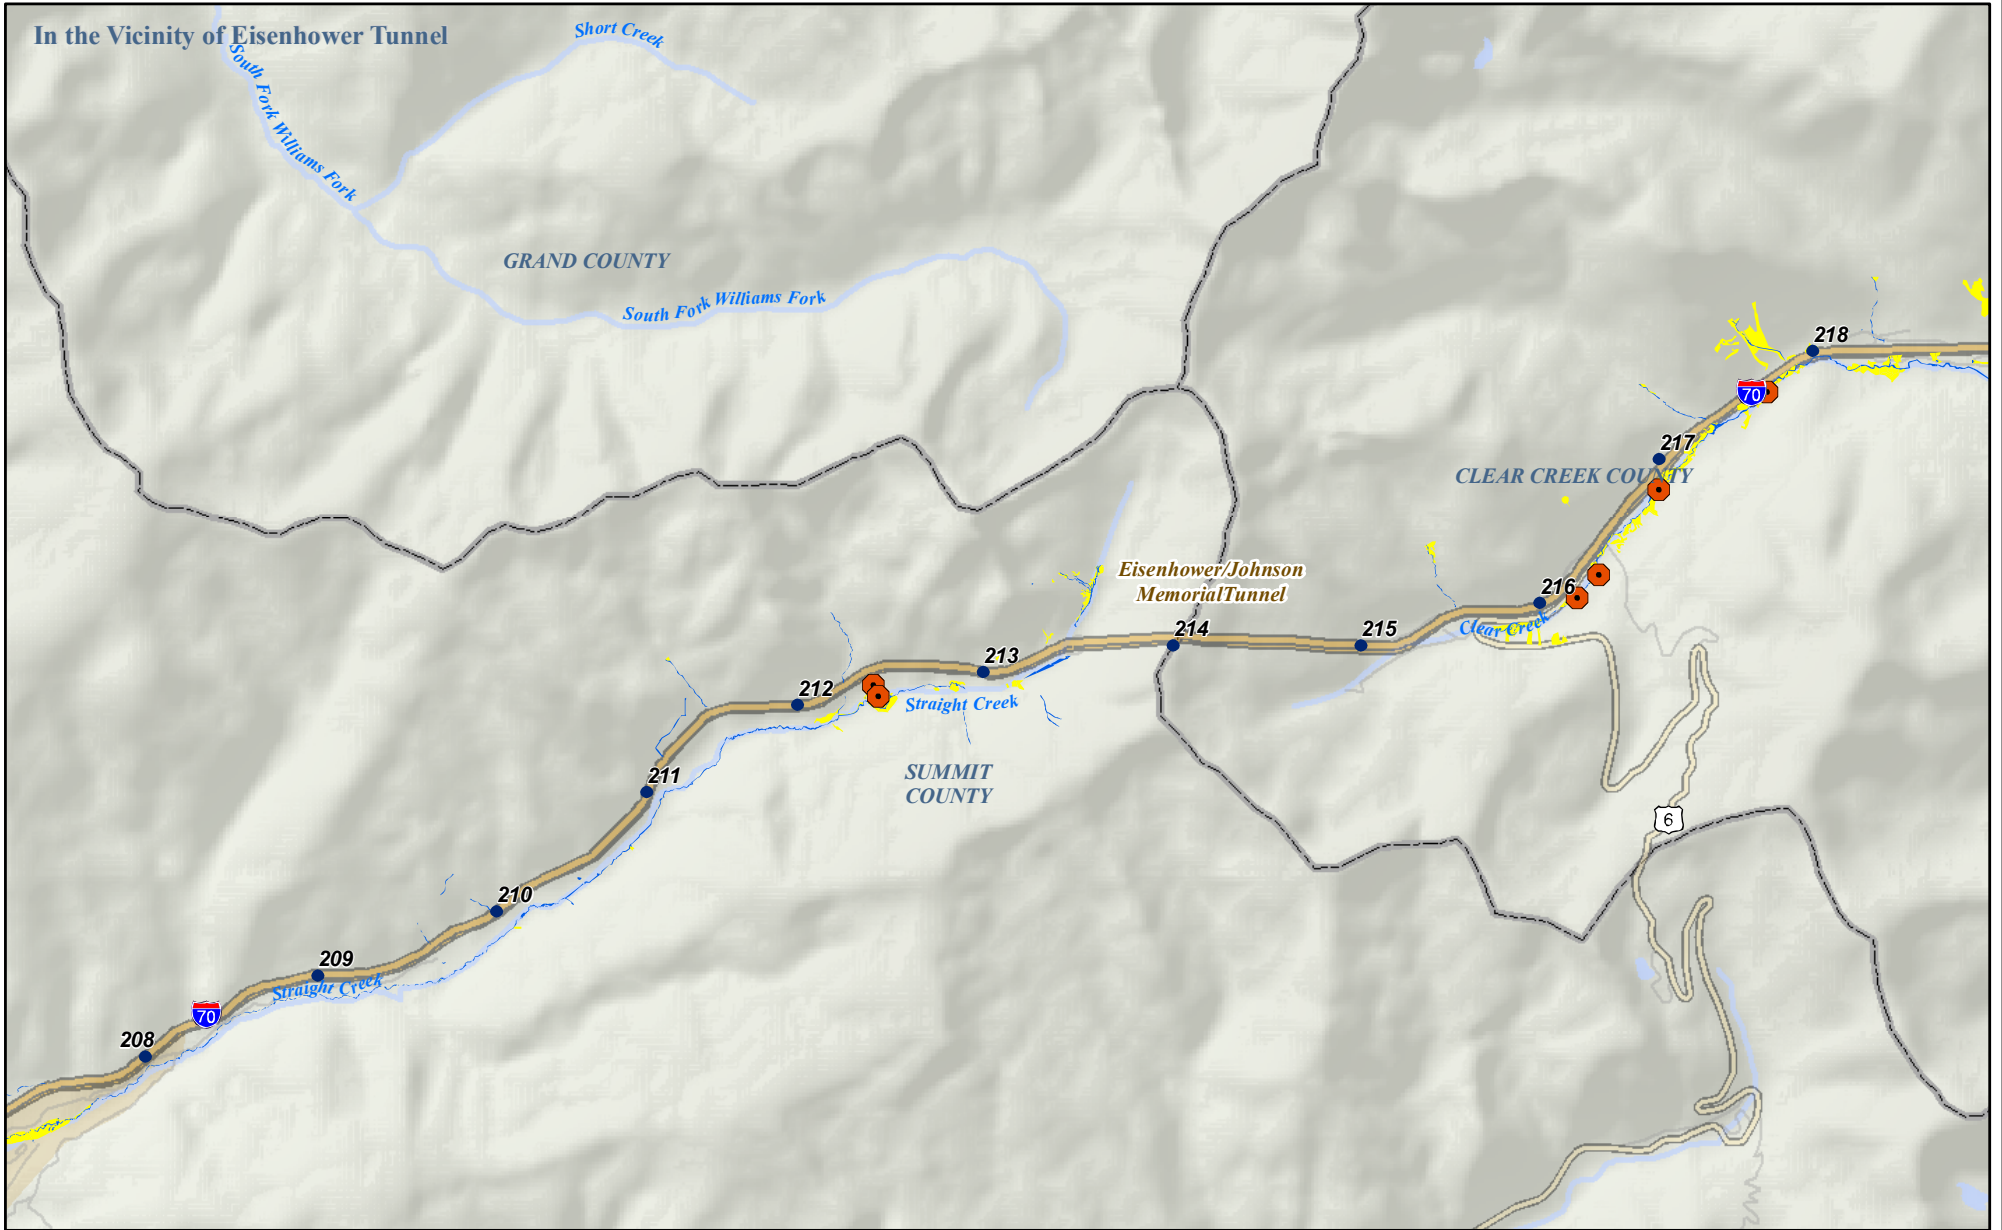 In the Vicinity of Eisenhower Tunnel
Short Creek
South Fork Williams Fork
GRAND COUNTY
South Fork Williams Fork
218
70
217
CLEAR CREEK COUNTY
Eisenhower/Johnson
MemorialTunnel
216
Clear Creek
214
215
213
212
Straight Creek
SUMMIT
COUNTY
211
6
210
209
Straight Creek
70
208